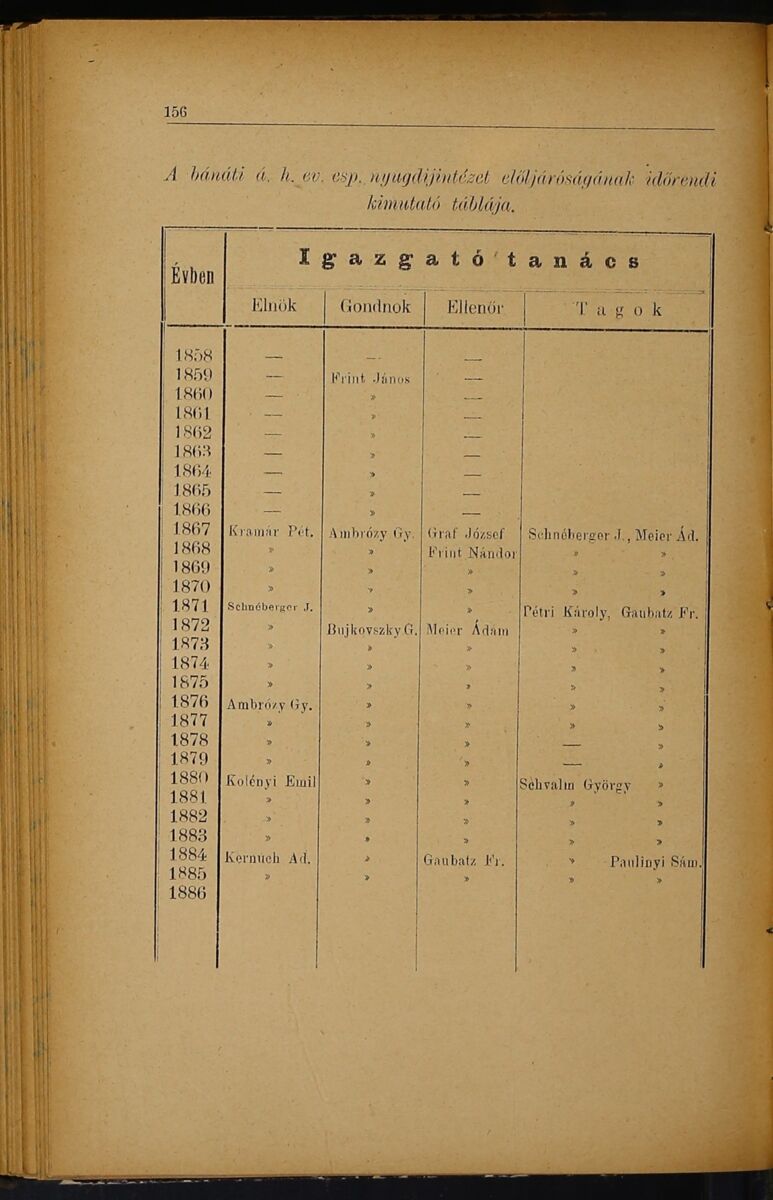 156
A bánáti á. h. ev. esp. nyugdíjintézet előljáróságának időrendi
kimutató táblája.
Évben
Igazgató tanács
Elnök Gondnok Ellenőr Tagok
1858 — — —
1859 — Frint János —
1860 — » —
1861 — » —
1862 — » —
1863 — » —
1864 — » —
1865 — » —
1866 — » —
1867 Kramár Pét. Ambrózy Gy. Graf József Schnéberger J., Meier Ád.
1868 » » Frint Nándor » »
1869 » » » » »
1870 » » » » »
1871 Schnéberger J. » » Pétri Károly, Gaubatz Fr.
1872 » Bujkovszky G. Meier Ádám » »
1873 » » » » »
1874 » » » » »
1875 » » » » »
1876 Ambrózy Gy. » » » »
1877 » » » » »
1878 » » » — »
1879 » » » — »
1880 Kolényi Emil » » Schvalm György »
1881 » » » » »
1882 » » » » »
1883 » » » » »
1884 Kernuch Ad. » Gaubatz Fr. » Paulinyi Sám.
1885 » » » » »
1886